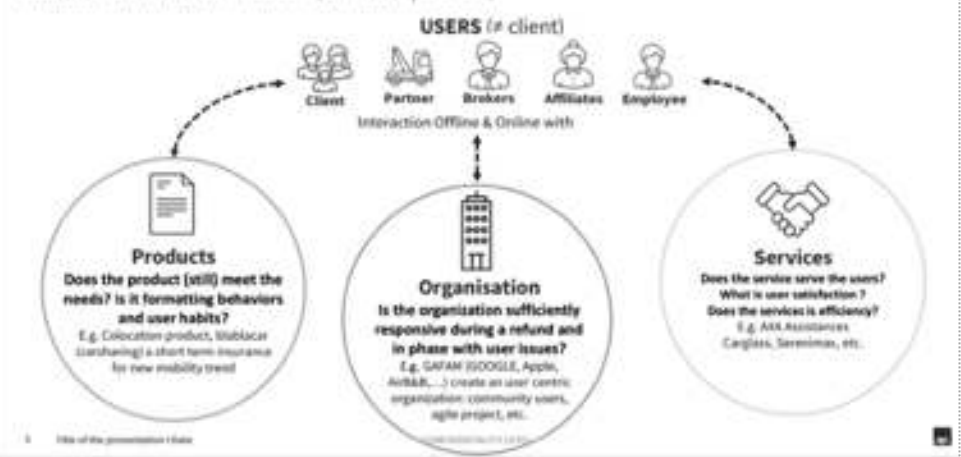 USERS (≠ client)
Client
Partner
Brokers
Affiliates
Employee
Interaction Offline & Online with
Products
Does the product (still) meet the
needs? Is it formatting behaviors
and user habits?
E.g. Colocation product, blablacar
(carsharing) a short term insurance
for new mobility trend
Organisation
Is the organization sufficiently
responsive during a refund and
in phase with user issues?
E.g. GAFAM (GOOGLE, Apple,
AirB&B,...) create an user centric
organization: community users,
agile project, etc.
Services
Does the service serve the users?
What is user satisfaction ?
Does the services is efficiency?
E.g. AXA Assistances
Carglass, Serenimax, etc.
Title of the presentation I Date